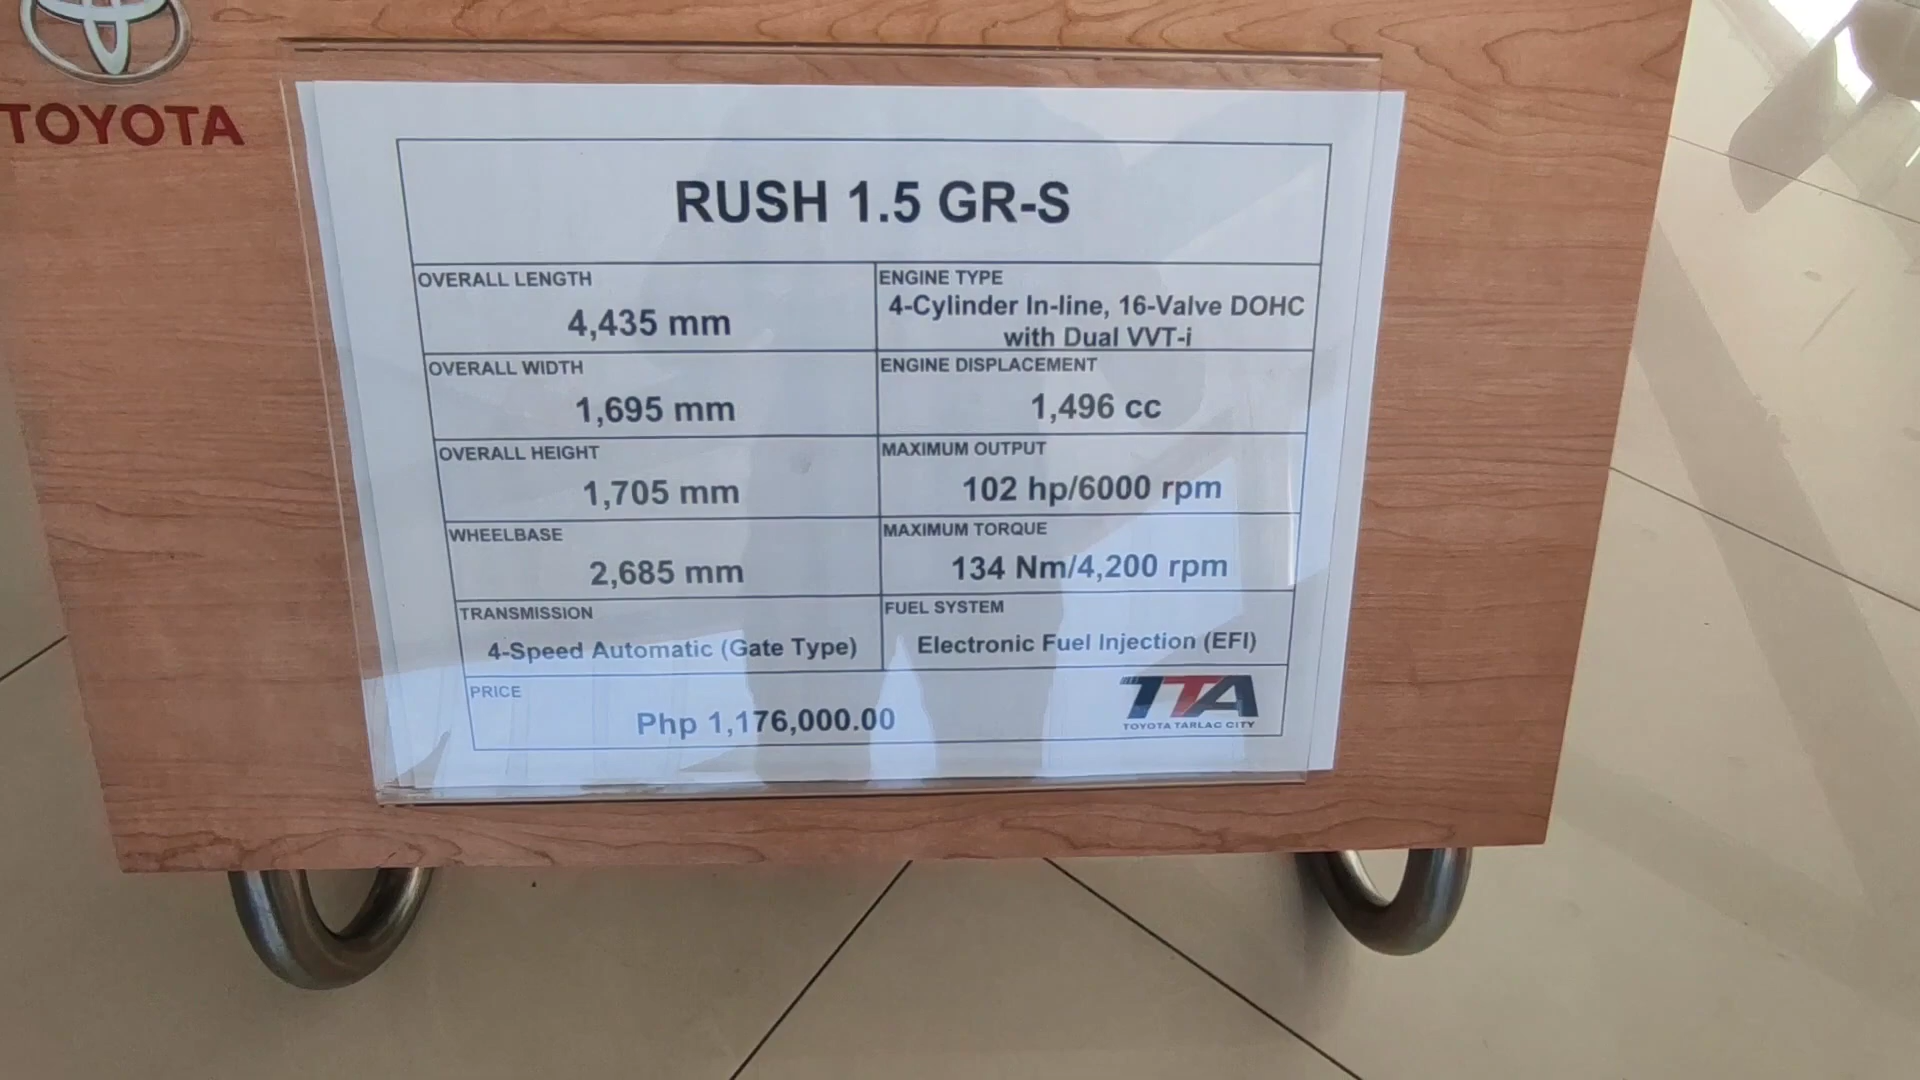 TOYOTA
RUSH 1.5 GR-S
OVERALL LENGTH
4,435 mm
ENGINE TYPE
4-Cylinder In-line, 16-Valve DOHC
with Dual VVT-i
OVERALL WIDTH
1,695 mm
ENGINE DISPLACEMENT
1,496 cc
OVERALL HEIGHT
1,705 mm
MAXIMUM OUTPUT
102 hp/6000 rpm
WHEELBASE
2,685 mm
MAXIMUM TORQUE
134 Nm/4,200 rpm
TRANSMISSION
4-Speed Automatic (Gate Type)
FUEL SYSTEM
Electronic Fuel Injection (EFI)
PRICE
Php 1,176,000.00
TTA
TOYOTA TARLAC CITY